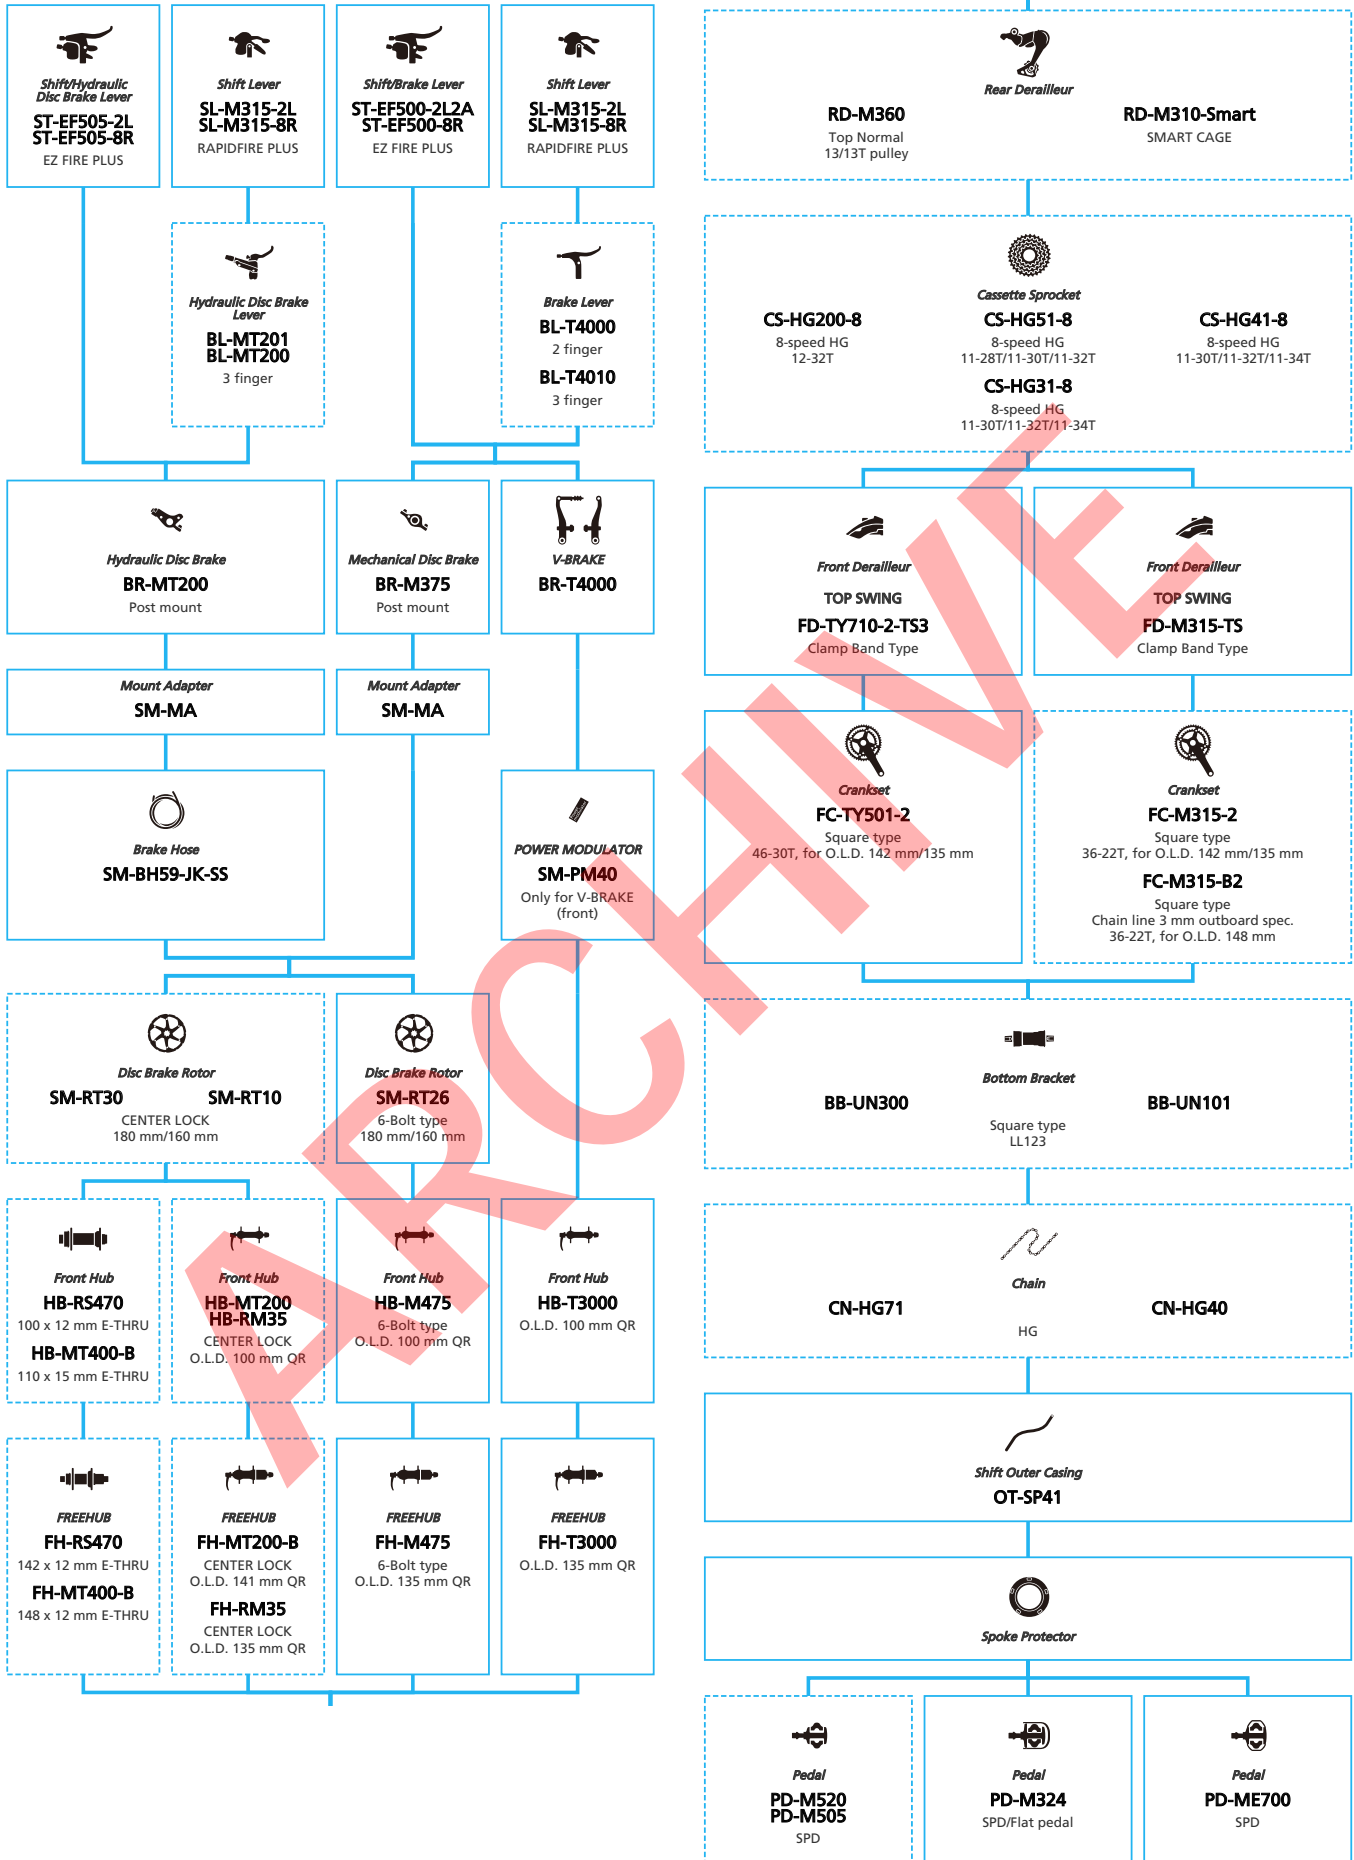 Shift/Hydraulic
Disc Brake Lever
ST-EF505-2L
ST-EF505-8R
EZ FIRE PLUS
Shift Lever
SL-M315-2L
SL-M315-8R
RAPIDFIRE PLUS
Shift/Brake Lever
ST-EF500-2L2A
ST-EF500-8R
EZ FIRE PLUS
Shift Lever
SL-M315-2L
SL-M315-8R
RAPIDFIRE PLUS
Hydraulic Disc Brake
Lever
BL-MT201
BL-MT200
3 finger
Brake Lever
BL-T4000
2 finger
BL-T4010
3 finger
Hydraulic Disc Brake
BR-MT200
Post mount
Mechanical Disc Brake
BR-M375
Post mount
V-BRAKE
BR-T4000
Mount Adapter
SM-MA
Mount Adapter
SM-MA
Brake Hose
SM-BH59-JK-SS
POWER MODULATOR
SM-PM40
Only for V-BRAKE
(front)
Disc Brake Rotor
SM-RT30
SM-RT10
CENTER LOCK
180 mm/160 mm
Disc Brake Rotor
SM-RT26
6-Bolt type
180 mm/160 mm
Front Hub
HB-RS470
100 x 12 mm E-THRU
HB-MT400-B
110 x 15 mm E-THRU
Front Hub
HB-MT200
HB-RM35
CENTER LOCK
O.L.D. 100 mm QR
Front Hub
HB-M475
6-Bolt type
O.L.D. 100 mm QR
Front Hub
HB-T3000
O.L.D. 100 mm QR
FREEHUB
FH-RS470
142 x 12 mm E-THRU
FH-MT400-B
148 x 12 mm E-THRU
FREEHUB
FH-MT200-B
CENTER LOCK
O.L.D. 141 mm QR
FH-RM35
CENTER LOCK
O.L.D. 135 mm QR
FREEHUB
FH-M475
6-Bolt type
O.L.D. 135 mm QR
FREEHUB
FH-T3000
O.L.D. 135 mm QR
Rear Derailleur
RD-M360
Top Normal
13/13T pulley
RD-M310-Smart
SMART CAGE
Cassette Sprocket
CS-HG200-8
8-speed HG
12-32T
CS-HG51-8
8-speed HG
11-28T/11-30T/11-32T
CS-HG31-8
8-speed HG
11-30T/11-32T/11-34T
CS-HG41-8
8-speed HG
11-30T/11-32T/11-34T
Front Derailleur
TOP SWING
FD-TY710-2-TS3
Clamp Band Type
Front Derailleur
TOP SWING
FD-M315-TS
Clamp Band Type
Crankset
FC-TY501-2
Square type
46-30T, for O.L.D. 142 mm/135 mm
Crankset
FC-M315-2
Square type
36-22T, for O.L.D. 142 mm/135 mm
FC-M315-B2
Square type
Chain line 3 mm outboard spec.
36-22T, for O.L.D. 148 mm
Bottom Bracket
BB-UN300
BB-UN101
Square type
LL123
Chain
CN-HG71
CN-HG40
HG
Shift Outer Casing
OT-SP41
Spoke Protector
Pedal
PD-M520
PD-M505
SPD
Pedal
PD-M324
SPD/Flat pedal
Pedal
PD-ME700
SPD
ARCHIVE